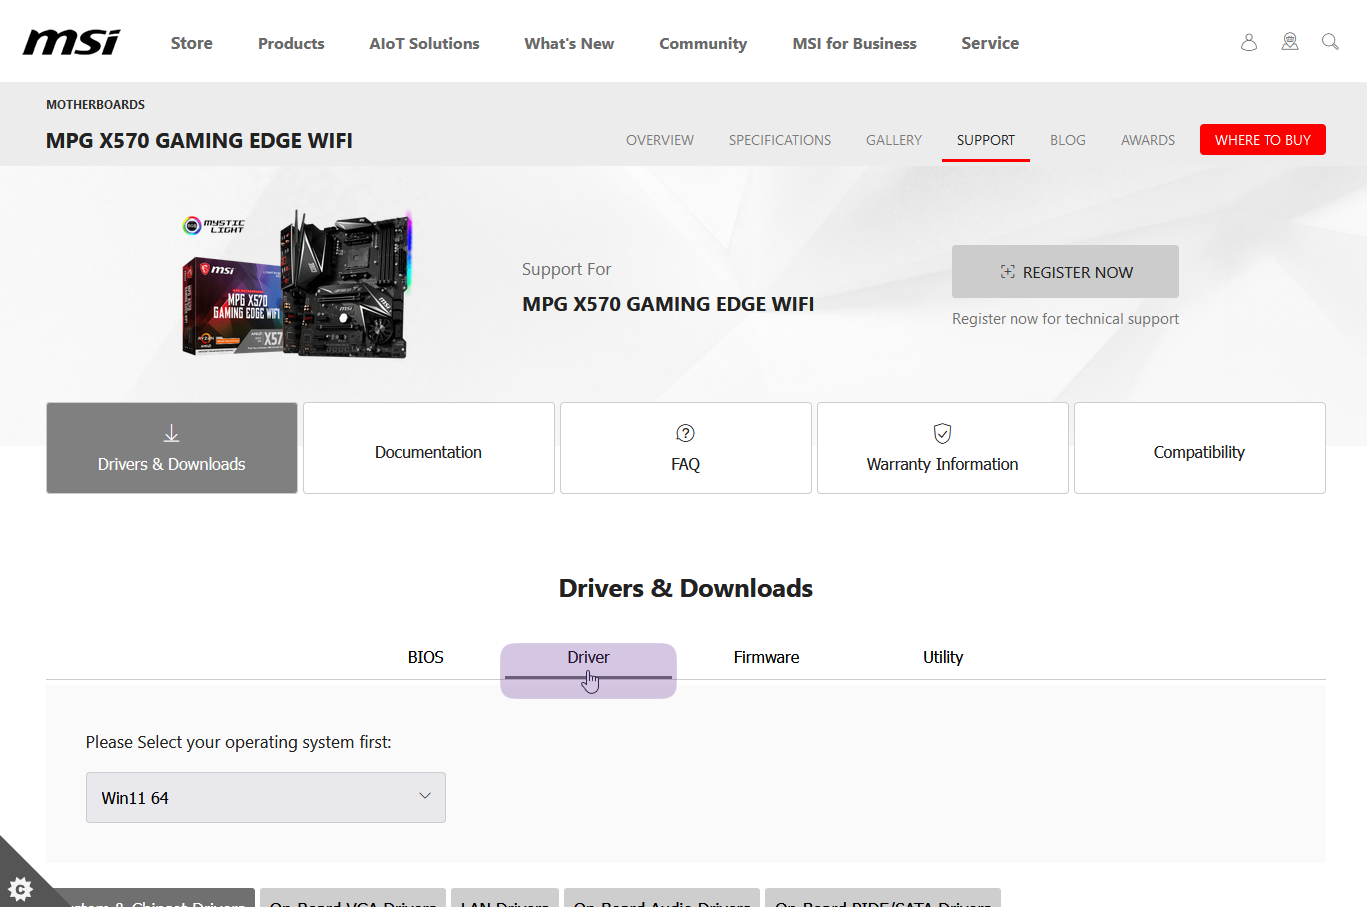 msi
Store
Products
AIoT Solutions
What's New
Community
MSI for Business
Service
MOTHERBOARDS
MPG X570 GAMING EDGE WIFI
OVERVIEW
SPECIFICATIONS
GALLERY
SUPPORT
BLOG
AWARDS
WHERE TO BUY
MYSTIC
LIGHT
msi
MPG X570
GAMING EDGE WIFI
RYZEN
X57
msi
Support For
MPG X570 GAMING EDGE WIFI
REGISTER NOW
Register now for technical support
Drivers & Downloads
Documentation
FAQ
Warranty Information
Compatibility
Drivers & Downloads
BIOS
Driver
Firmware
Utility
Please Select your operating system first:
Win11 64
& Chipset Drivers
On-Board VGA Drivers
LAN Drivers
On-Board Audio Drivers
On-Board PIDE/SATA Drivers